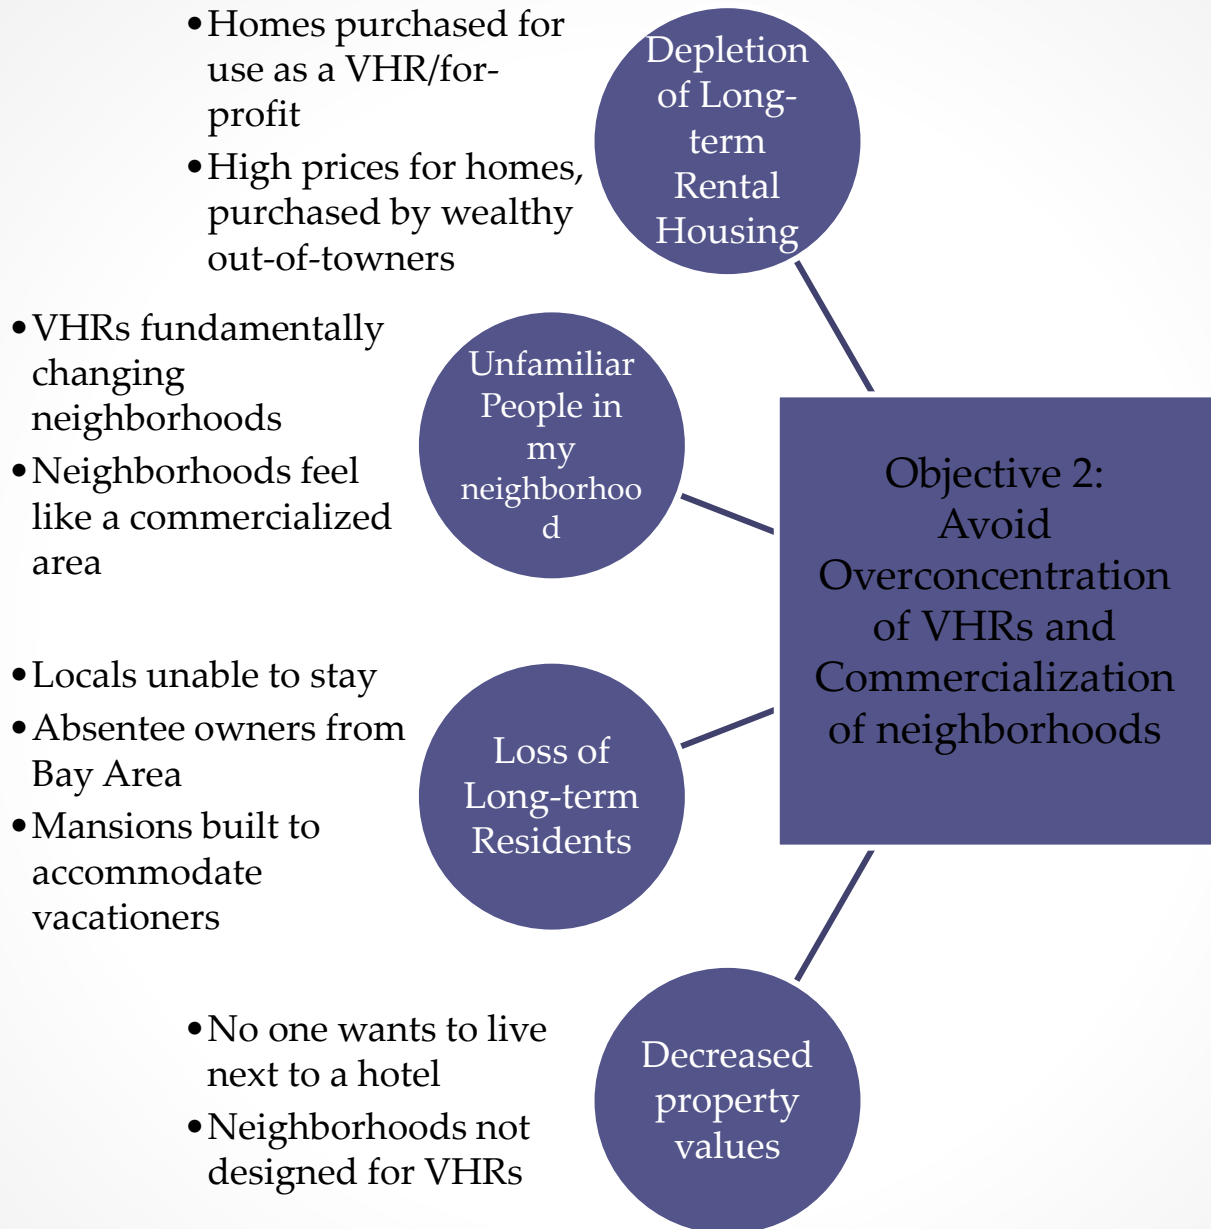 •Homes purchased for
use as a VHR/for-
profit
•High prices for homes,
purchased by wealthy
out-of-towners
Depletion
of Long-
term
Rental
Housing
•VHRs fundamentally
changing
neighborhoods
•Neighborhoods feel
like a commercialized
area
Unfamiliar
People in
my
neighborhoo
d
•Locals unable to stay
•Absentee owners from
Bay Area
•Mansions built to
accommodate
vacationers
Loss of
Long-term
Residents
•No one wants to live
next to a hotel
•Neighborhoods not
designed for VHRs
Decreased
property
values
Objective 2:
Avoid
Overconcentration
of VHRs and
Commercialization
of neighborhoods